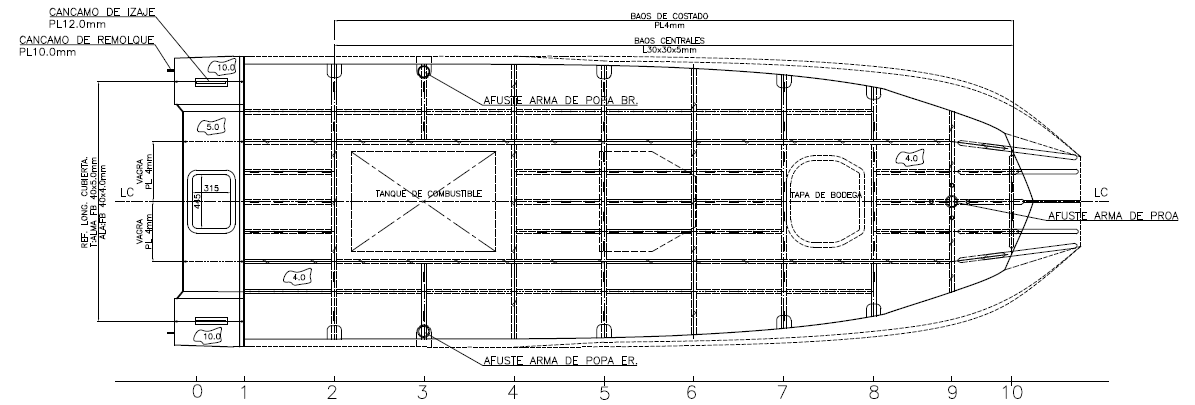 CANCAMO DE IZAJE
PL12.0mm
CANCAMO DE REMOLQUE
PL10.0mm
BAOS DE COSTADO
PL4mm
BAOS CENTRALES
L30x30x5mm
10.0
AFUSTE ARMA DE POPA BR.
5.0
4.0
REF. LONG. CUBIERTA.
T:ALMA FB 40x5.0mm
ALA:FB 40x4.0mm
VAGRA
PL 4mm
VAGRA
PL 4mm
LC
315
445
TANQUE DE COMBUSTIBLE
TAPA DE BODEGA
LC
AFUSTE ARMA DE PROA
4.0
10.0
AFUSTE ARMA DE POPA ER.
0 1 2 3 4 5 6 7 8 9 10